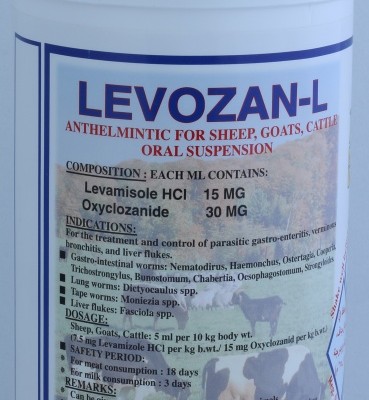 LEVOZAN-L
ANTHELMINTIC FOR SHEEP, GOATS, CATTLE
ORAL SUSPENSION
COMPOSITION : EACH ML CONTAINS:
Levamisole HCl 15 MG
Oxyclozanide 30 MG
INDICATIONS:
For the treatment and control of parasitic gastro-enteritis, verminous
bronchitis, and liver flukes.
■ Gastro-intestinal worms: Nematodirus, Haemonchus, Ostertagia, Cooperia,
Trichostrongylus, Bunostomum, Chabertia, Oesophagostomum, Strongyloides.
■ Lung worms: Dictyocaulus spp.
■ Tape worms: Moniezia spp.
■ Liver flukes: Fasciola spp.
DOSAGE:
Sheep, Goats, Cattle: 5 ml per 10 kg body wt.
(7.5 mg Levamizole HCl per kg b.wt./ 15 mg Oxyclozanid per kg b.wt.)
■ SAFETY PERIOD:
* For meat consumption : 18 days
* For milk consumption : 3 days
REMARKS:
Can be